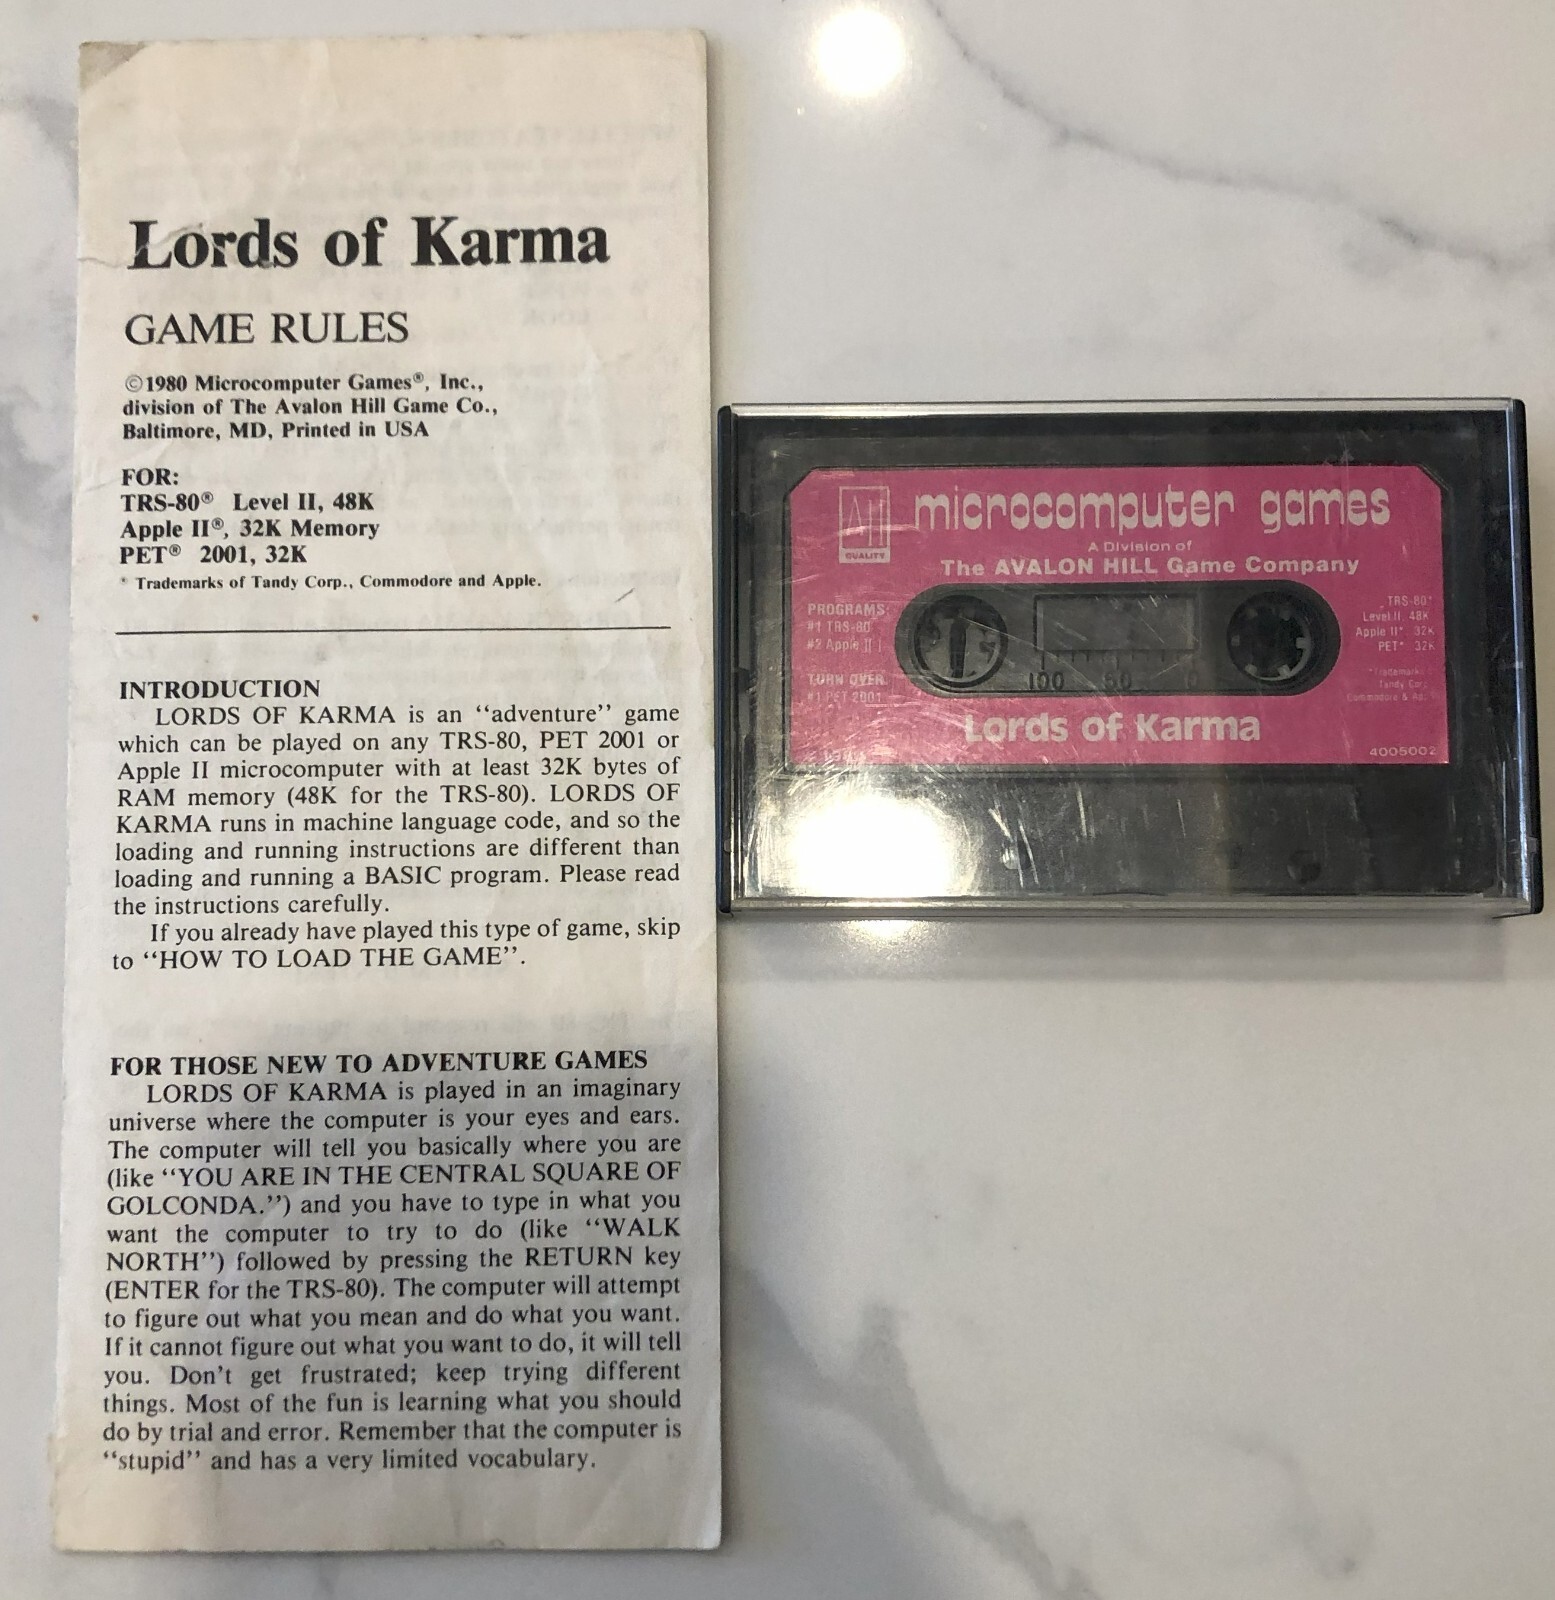 Lords of Karma
GAME RULES
©1980 Microcomputer Games®, Inc.,
division of The Avalon Hill Game Co.,
Baltimore, MD, Printed in USA
FOR:
TRS-80® Level II, 48K
Apple II®, 32K Memory
PET® 2001, 32K
* Trademarks of Tandy Corp., Commodore and Apple.
INTRODUCTION
LORDS OF KARMA is an “adventure” game
which can be played on any TRS-80, PET 2001 or
Apple II microcomputer with at least 32K bytes of
RAM memory (48K for the TRS-80). LORDS OF
KARMA runs in machine language code, and so the
loading and running instructions are different than
loading and running a BASIC program. Please read
the instructions carefully.
If you already have played this type of game, skip
to “HOW TO LOAD THE GAME”.
FOR THOSE NEW TO ADVENTURE GAMES
LORDS OF KARMA is played in an imaginary
universe where the computer is your eyes and ears.
The computer will tell you basically where you are
(like “YOU ARE IN THE CENTRAL SQUARE OF
GOLCONDA.”) and you have to type in what you
want the computer to try to do (like “WALK
NORTH”) followed by pressing the RETURN key
(ENTER for the TRS-80). The computer will attempt
to figure out what you mean and do what you want.
If it cannot figure out what you want to do, it will tell
you. Don't get frustrated; keep trying different
things. Most of the fun is learning what you should
do by trial and error. Remember that the computer is
“stupid” and has a very limited vocabulary.
AH
QUALITY
microcomputer games
A Division of
The AVALON HILL Game Company
PROGRAMS:
#1 TRS-80
#2 Apple II
TURN OVER:
#1 PET 2001
100 50 0
TRS-80*
Level II, 48K
Apple II* 32K
PET* 32K
*Trademark
Tandy Corp
Commodore &
Lords of Karma
4005002